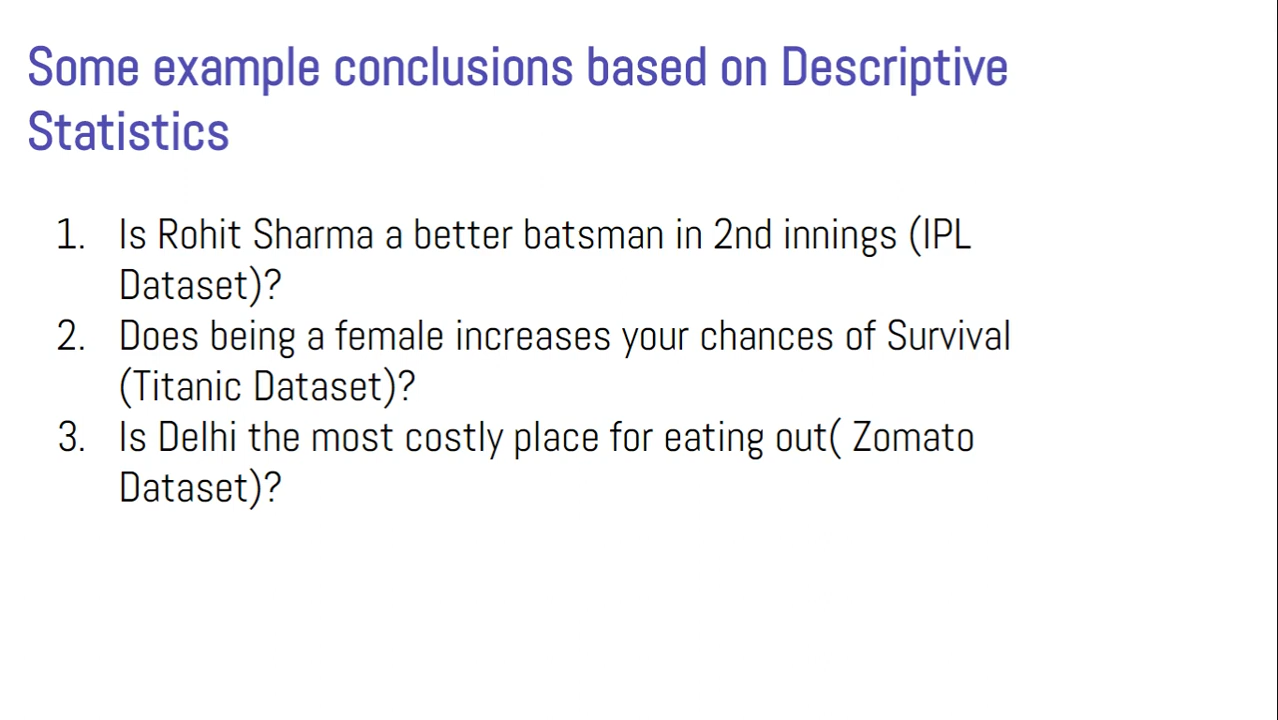 Some example conclusions based on Descriptive
Statistics
1. Is Rohit Sharma a better batsman in 2nd innings (IPL
Dataset)?
2. Does being a female increases your chances of Survival
(Titanic Dataset)?
3. Is Delhi the most costly place for eating out( Zomato
Dataset)?